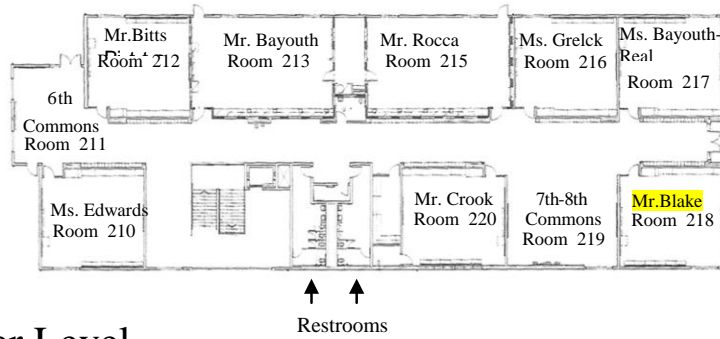 Mr.Bitts
Room 212
Mr. Bayouth
Room 213
Mr. Rocca
Room 215
Ms. Grelck
Room 216
Ms. Bayouth-
Real
Room 217
6th
Commons
Room 211
Ms. Edwards
Room 210
Mr. Crook
Room 220
7th-8th
Commons
Room 219
Mr.Blake
Room 218
Restrooms
Level